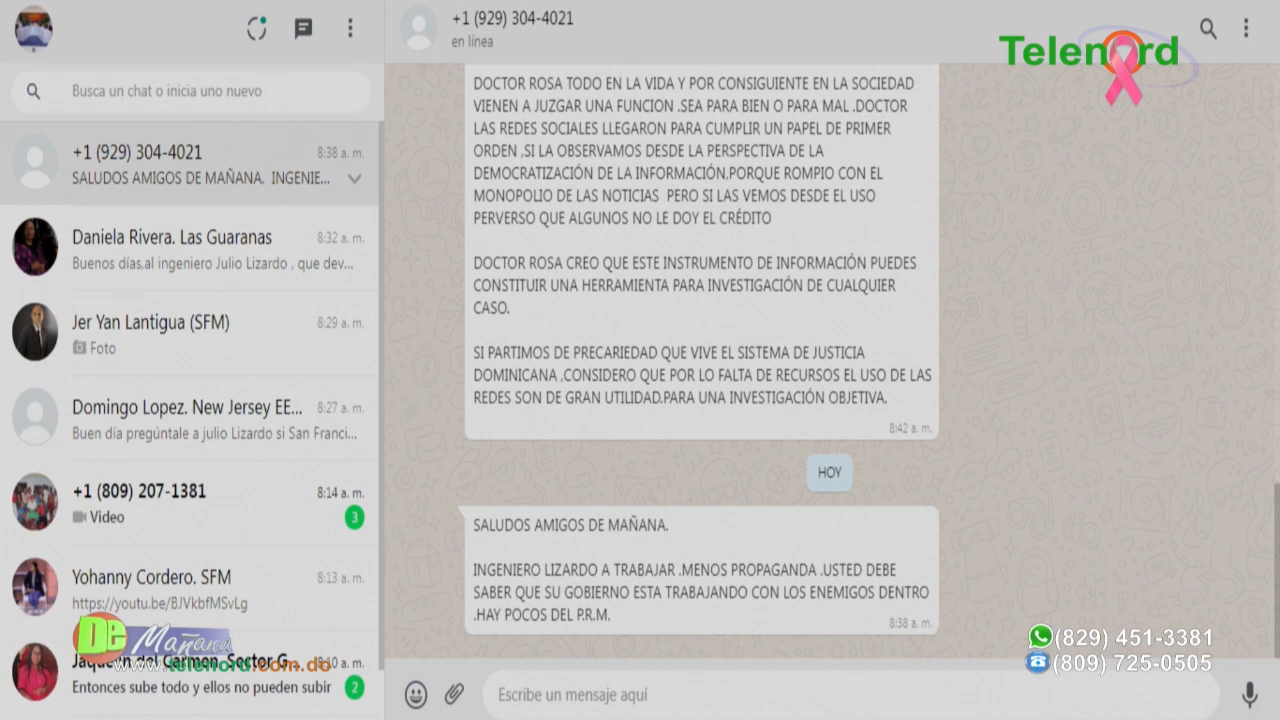 Busca un chat o inicia uno nuevo
+1 (929) 304-4021
8:38 a. m.
SALUDOS AMIGOS DE MAÑANA. INGENIE...
Daniela Rivera. Las Guaranas
8:32 a. m.
Buenos días,al ingeniero Julio Lizardo , que dev...
Jer Yan Lantigua (SFM)
8:29 a. m.
Foto
Domingo Lopez. New Jersey EE...
8:27 a. m.
Buen día pregúntale a julio Lizardo si San Franci...
+1 (809) 207-1381
8:14 a. m.
Video
3
Yohanny Cordero. SFM
8:13 a. m.
https://youtu.be/BJVkbfMSvLg
De Mañana
del Carmen. Sector G...
8:10 a. m.
www.telenord.com.do
Entonces sube todo y ellos no pueden subir
2
+1 (929) 304-4021
en línea
Telenord
DOCTOR ROSA TODO EN LA VIDA Y POR CONSIGUIENTE EN LA SOCIEDAD
VIENEN A JUZGAR UNA FUNCION .SEA PARA BIEN O PARA MAL .DOCTOR
LAS REDES SOCIALES LLEGARON PARA CUMPLIR UN PAPEL DE PRIMER
ORDEN ,SI LA OBSERVAMOS DESDE LA PERSPECTIVA DE LA
DEMOCRATIZACIÓN DE LA INFORMACIÓN,PORQUE ROMPIO CON EL
MONOPOLIO DE LAS NOTICIAS PERO SI LAS VEMOS DESDE EL USO
PERVERSO QUE ALGUNOS NO LE DOY EL CRÉDITO
DOCTOR ROSA CREO QUE ESTE INSTRUMENTO DE INFORMACIÓN PUEDES
CONSTITUIR UNA HERRAMIENTA PARA INVESTIGACIÓN DE CUALQUIER
CASO.
SI PARTIMOS DE PRECARIEDAD QUE VIVE EL SISTEMA DE JUSTICIA
DOMINICANA ,CONSIDERO QUE POR LO FALTA DE RECURSOS EL USO DE LAS
REDES SON DE GRAN UTILIDAD.PARA UNA INVESTIGACIÓN OBJETIVA.
8:42 a. m.
HOY
SALUDOS AMIGOS DE MAÑANA.
INGENIERO LIZARDO A TRABAJAR .MENOS PROPAGANDA .USTED DEBE
SABER QUE SU GOBIERNO ESTA TRABAJANDO CON LOS ENEMIGOS DENTRO
.HAY POCOS DEL P.R.M.
8:38 a. m.
(829) 451-3381
(809) 725-0505
Escribe un mensaje aquí